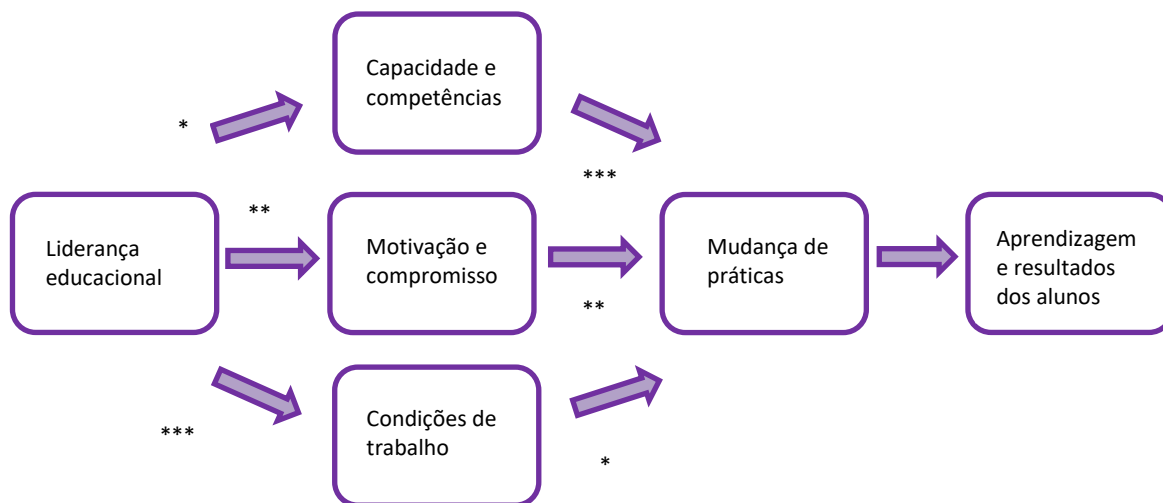 Capacidade e
competências
*
***
Liderança
educacional
**
Motivação e
compromisso
**
Mudança de
práticas
Aprendizagem
e resultados
dos alunos
***
Condições de
trabalho
*